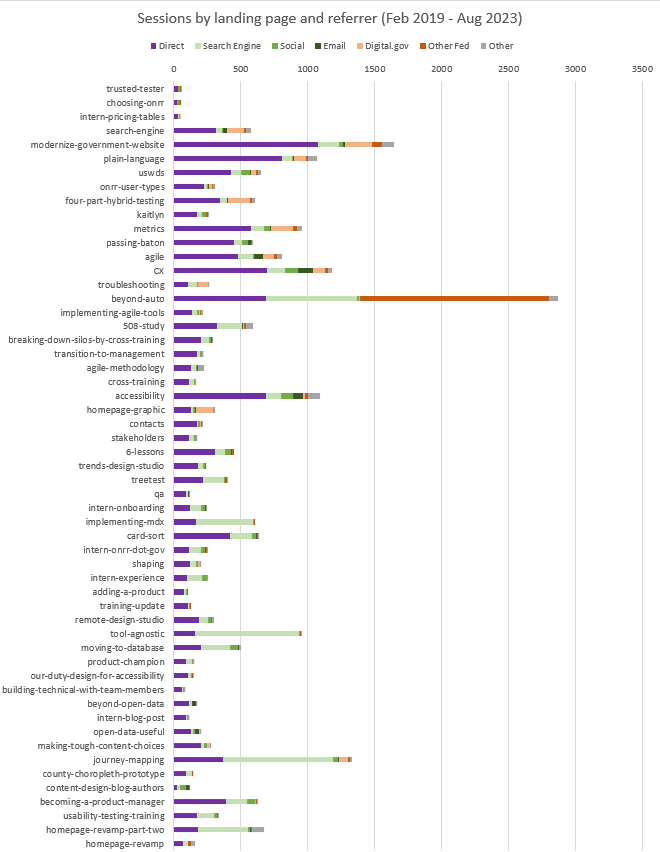 Sessions by landing page and referrer (Feb 2019 - Aug 2023)
Direct Search Engine Social Email Digital.gov Other Fed Other
0 500 1000 1500 2000 2500 3000 3500
trusted-tester
choosing-onrr
intern-pricing-tables
search-engine
modernize-government-website
plain-language
uswds
onrr-user-types
four-part-hybrid-testing
kaitlyn
metrics
passing-baton
agile
CX
troubleshooting
beyond-auto
implementing-agile-tools
508-study
breaking-down-silos-by-cross-training
transition-to-management
agile-methodology
cross-training
accessibility
homepage-graphic
contacts
stakeholders
6-lessons
trends-design-studio
treetest
qa
intern-onboarding
implementing-mdx
card-sort
intern-onrr-dot-gov
shaping
intern-experience
adding-a-product
training-update
remote-design-studio
tool-agnostic
moving-to-database
product-champion
our-duty-design-for-accessibility
building-technical-with-team-members
beyond-open-data
intern-blog-post
open-data-useful
making-tough-content-choices
journey-mapping
county-choropleth-prototype
content-design-blog-authors
becoming-a-product-manager
usability-testing-training
homepage-revamp-part-two
homepage-revamp